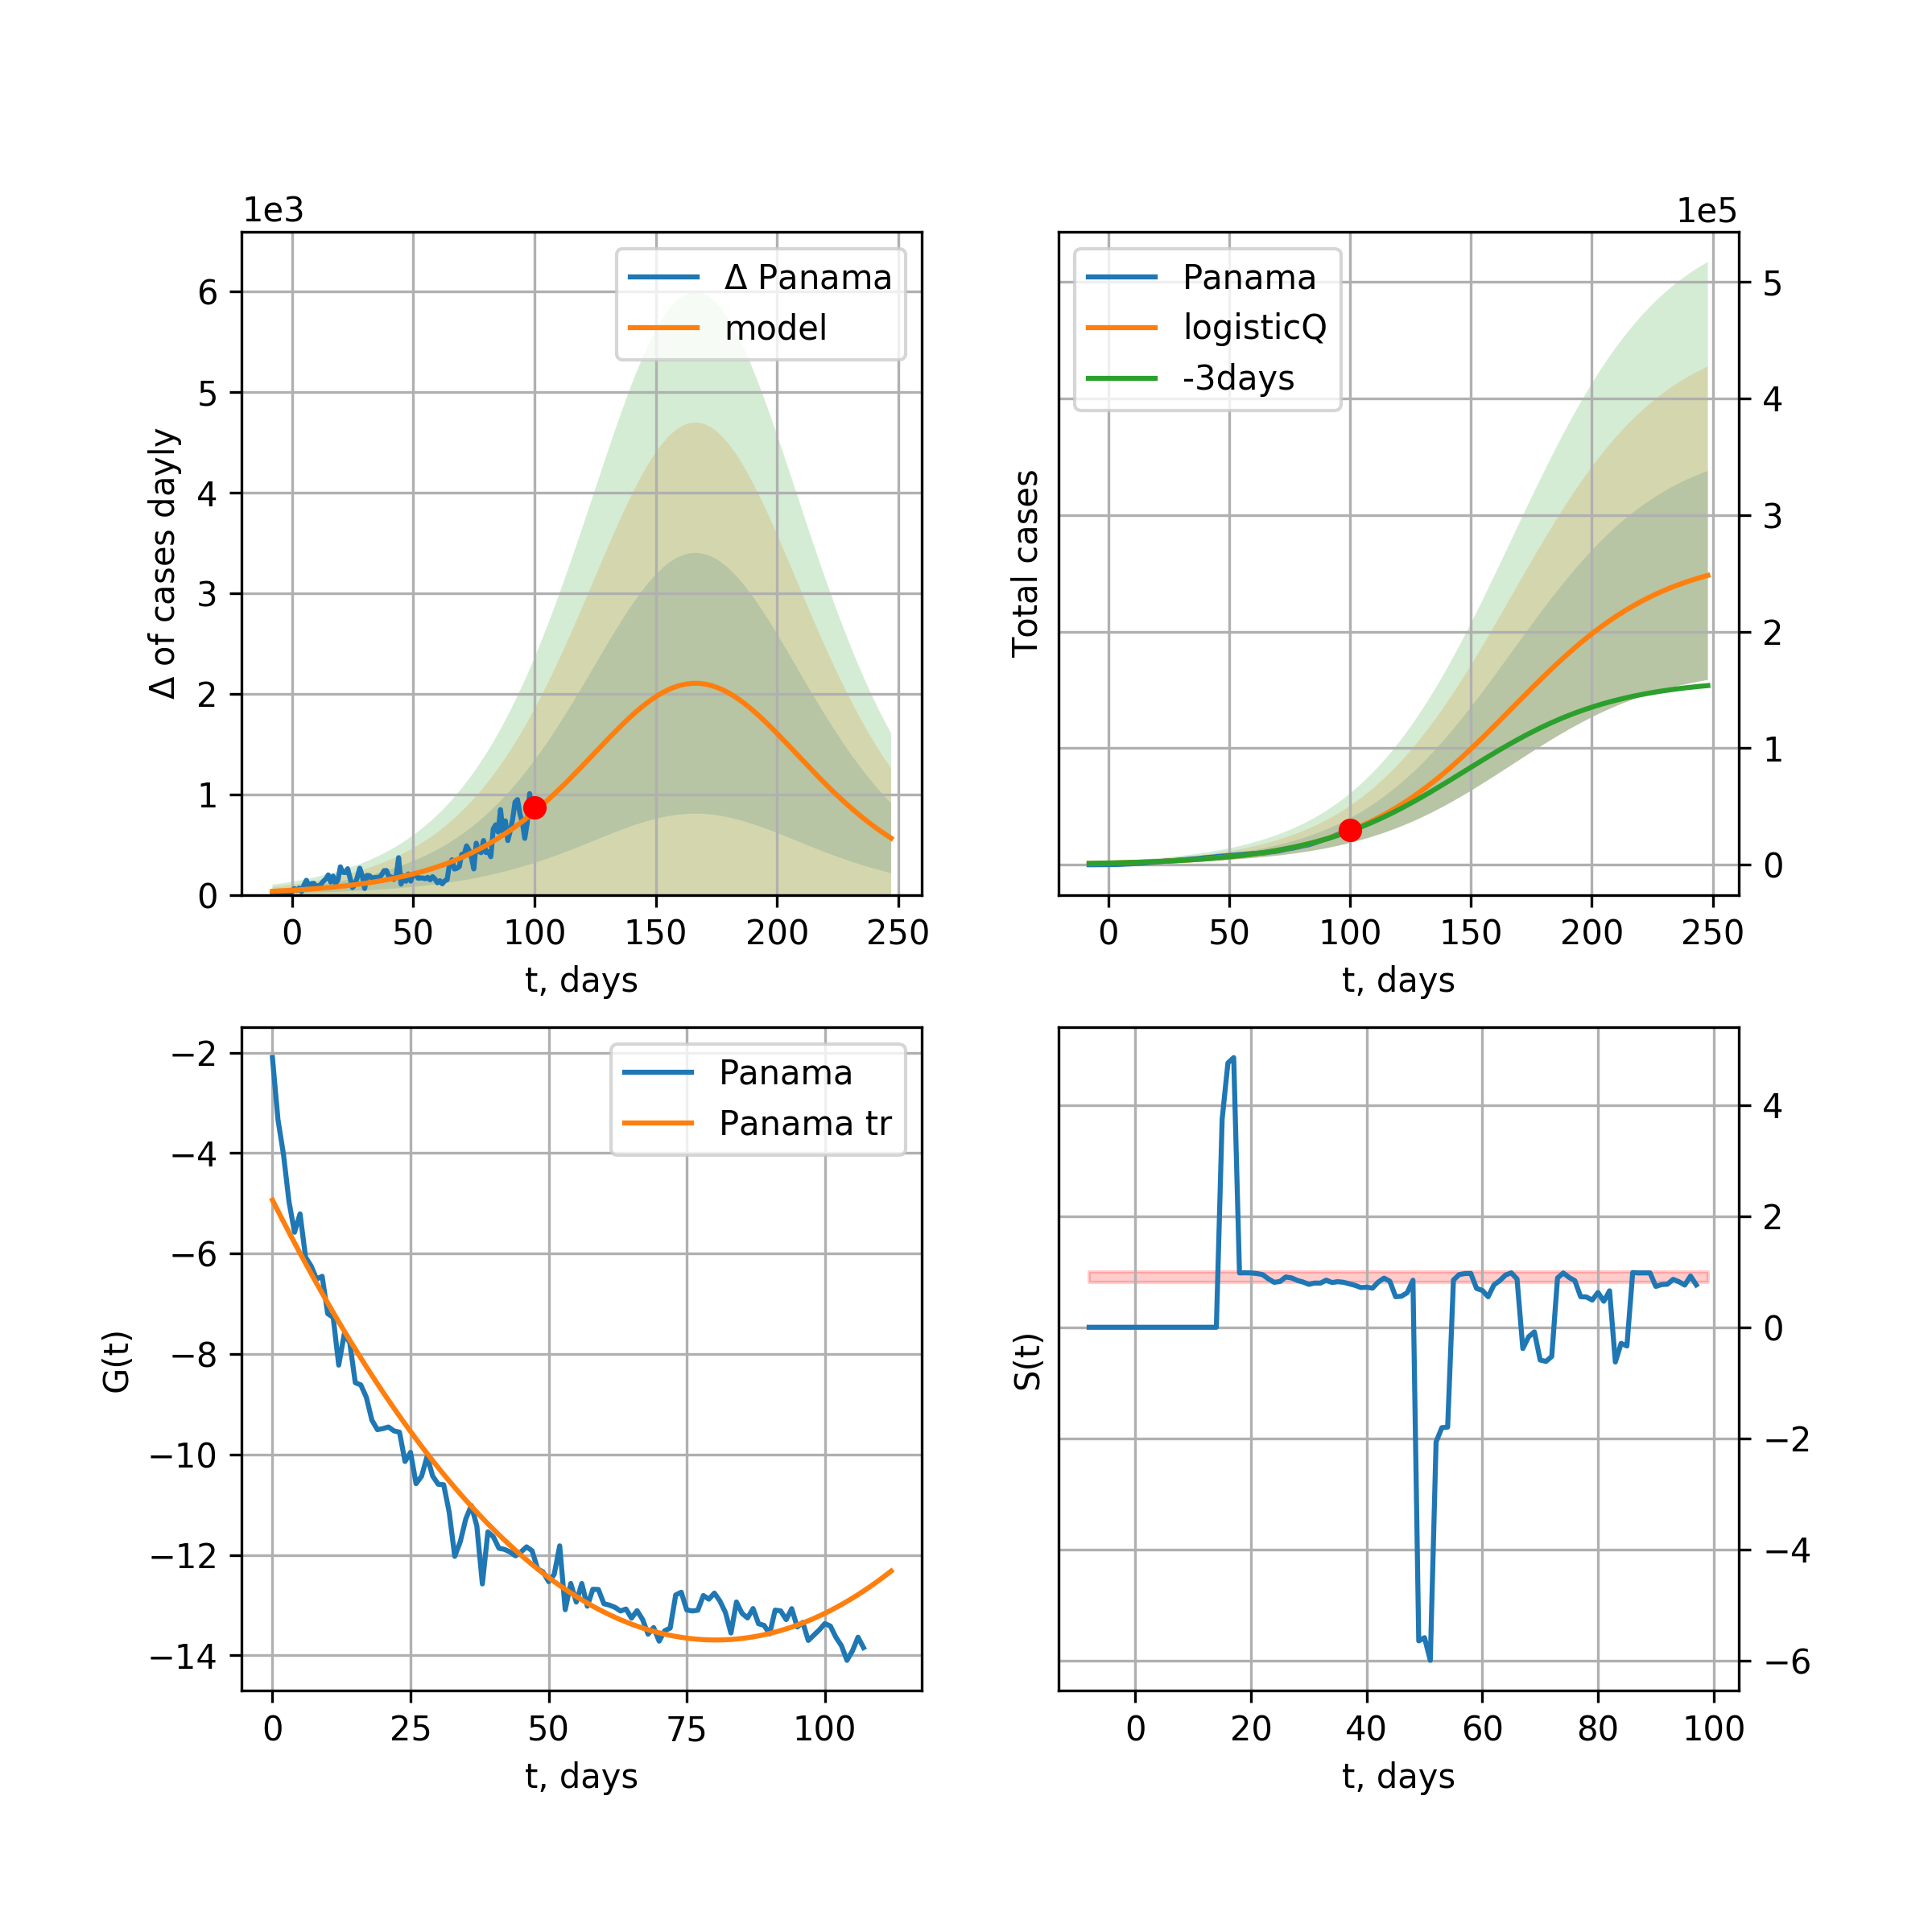 1e3
Δ of cases dayly
6
5
4
3
2
1
0
Δ Panama
model
0 50 100 150 200 250
t, days
1e5
Total cases
Panama
logisticQ
-3days
5
4
3
2
1
0
0 50 100 150 200 250
t, days
G(t)
−2
−4
−6
−8
−10
−12
−14
Panama
Panama tr
0 25 50 75 100
t, days
S(t)
4
2
0
−2
−4
−6
0 20 40 60 80 100
t, days